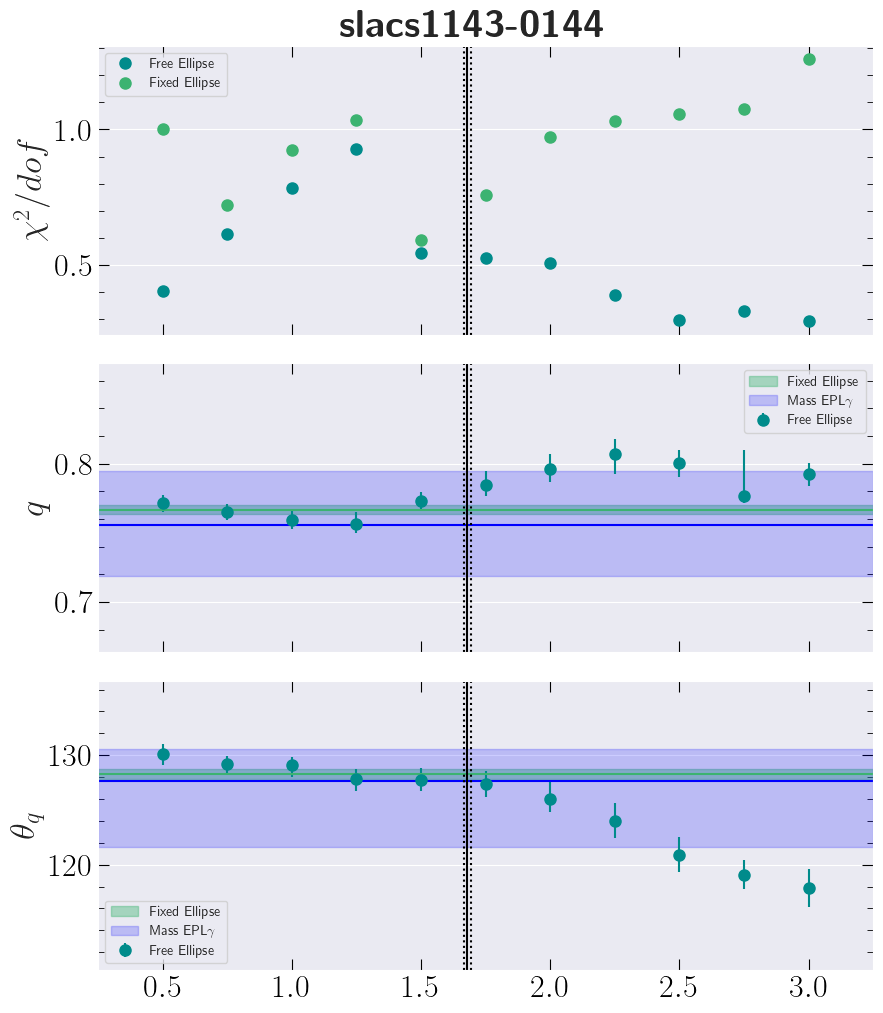 slacs1143-0144
Free Ellipse
Fixed Ellipse
1.0
0.5
χ²/dof
Fixed Ellipse
Mass EPLγ
Free Ellipse
0.8
0.7
q
130
120
θ_q
Fixed Ellipse
Mass EPLγ
Free Ellipse
0.5 1.0 1.5 2.0 2.5 3.0